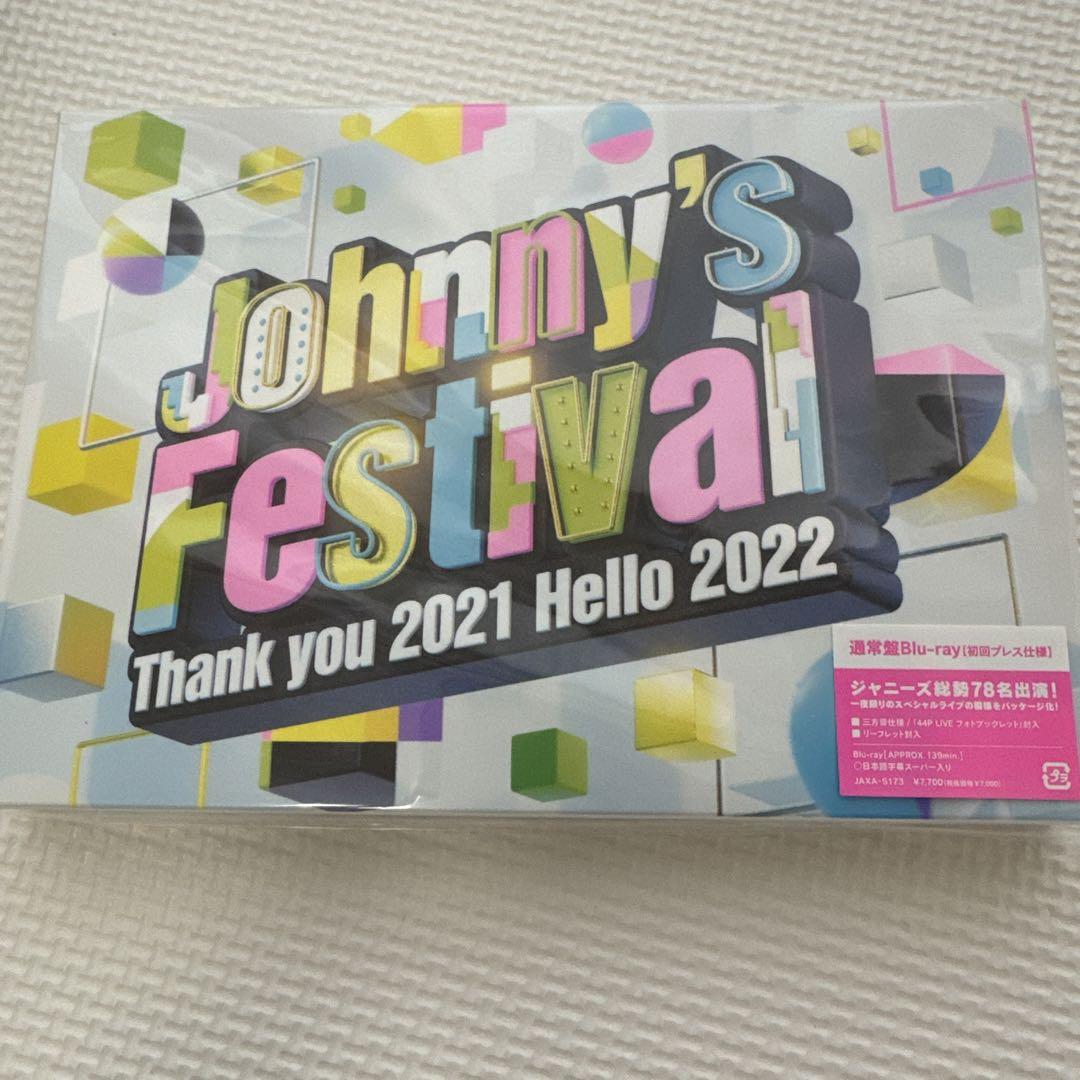 Johnny's
Festival
Thank you 2021 Hello 2022
通常盤Blu-ray【初回プレス仕様】
ジャニーズ総勢78名出演!
一夜限りのスペシャルライブの模様をパッケージ化!
■三方背仕様/「44P LIVE フォトブックレット」封入
■リーフレット封入
Blu-ray[APPROX. 139min.]
○日本語字幕スーパー入り
JAXA-5173 ¥7,700(税抜価格¥7,000)